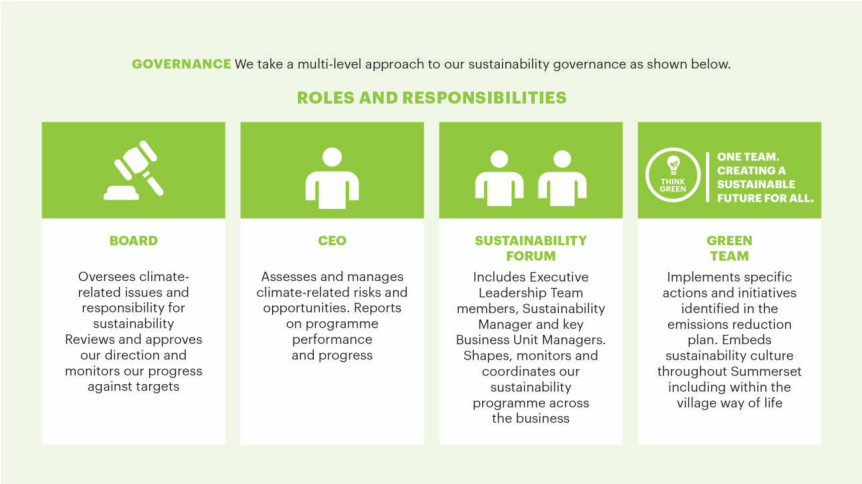 GOVERNANCE We take a multi-level approach to our sustainability governance as shown below.
ROLES AND RESPONSIBILITIES
BOARD
Oversees climate-
related issues and
responsibility for
sustainability
Reviews and approves
our direction and
monitors our progress
against targets
CEO
Assesses and manages
climate-related risks and
opportunities. Reports
on programme
performance
and progress
SUSTAINABILITY
FORUM
Includes Executive
Leadership Team
members, Sustainability
Manager and key
Business Unit Managers.
Shapes, monitors and
coordinates our
sustainability
programme across
the business
THINK
GREEN
ONE TEAM.
CREATING A
SUSTAINABLE
FUTURE FOR ALL.
GREEN
TEAM
Implements specific
actions and initiatives
identified in the
emissions reduction
plan. Embeds
sustainability culture
throughout Summerset
including within the
village way of life